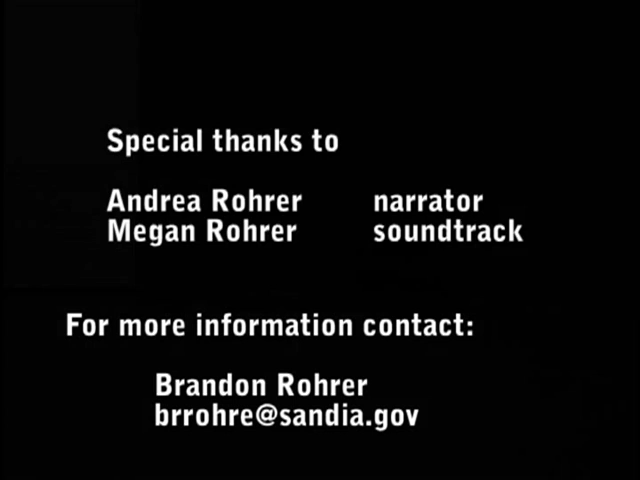 Special thanks to
Andrea Rohrer narrator
Megan Rohrer soundtrack
For more information contact:
Brandon Rohrer
brrohre@sandia.gov